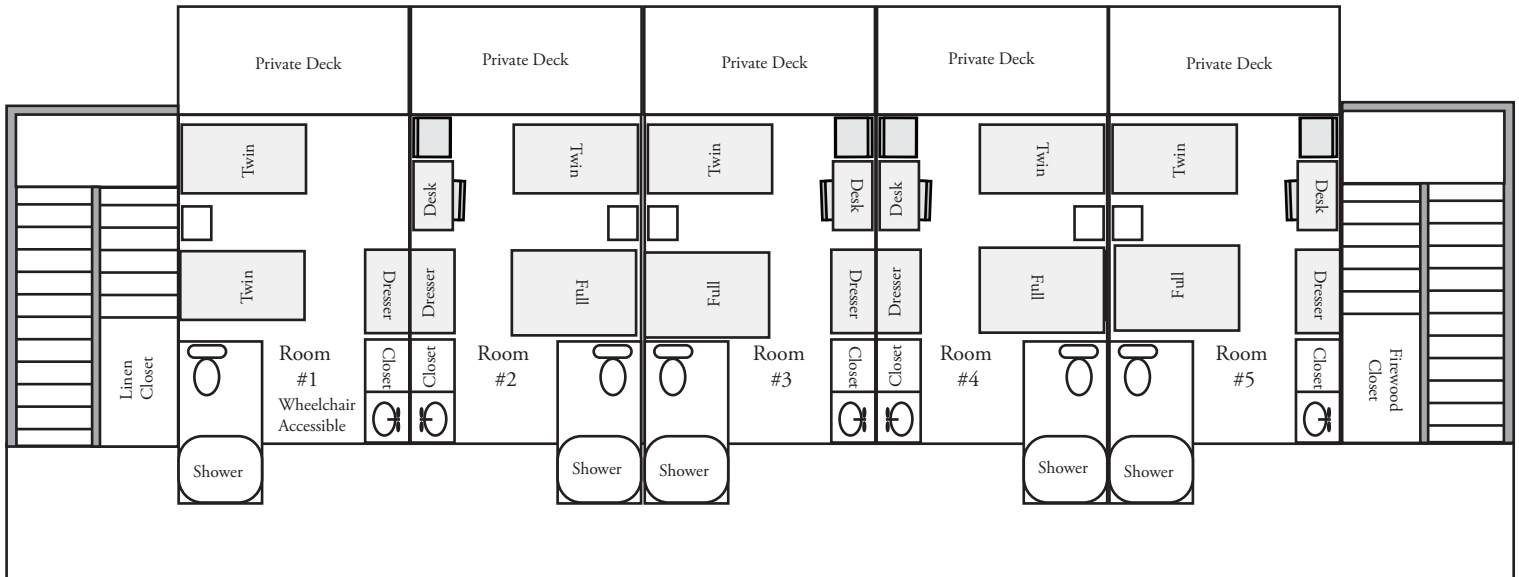 Private Deck
Private Deck
Private Deck
Private Deck
Private Deck
Twin
Twin
Twin
Twin
Twin
Desk
Desk
Desk
Desk
Twin
Full
Full
Full
Full
Dresser
Dresser
Dresser
Dresser
Dresser
Linen
Closet
Room
#1
Wheelchair
Accessible
Closet
Closet
Room
#2
Room
#3
Closet
Closet
Room
#4
Room
#5
Closet
Firewood
Closet
Shower
Shower
Shower
Shower
Shower